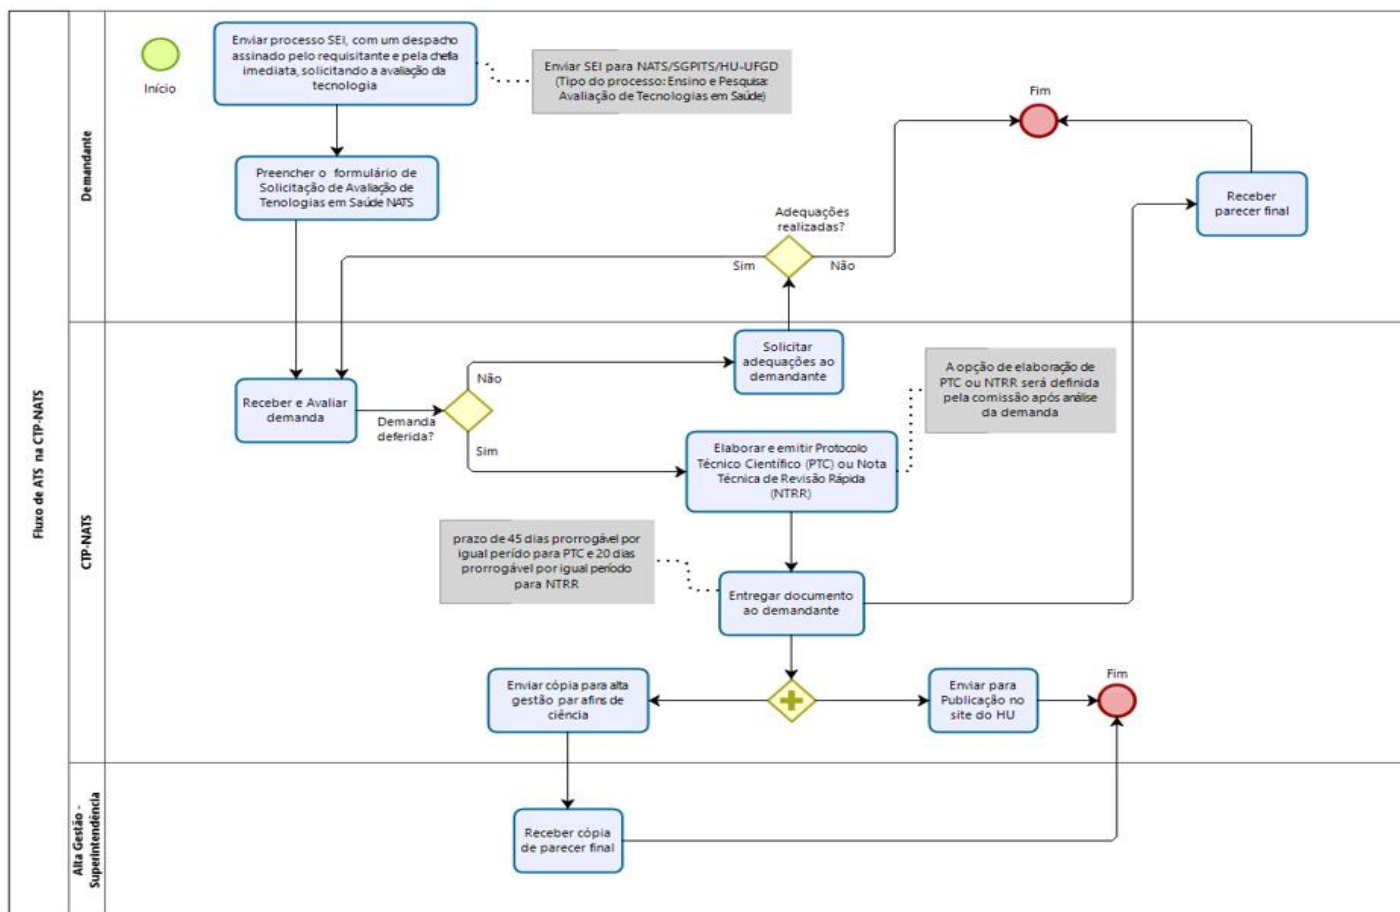 Fluxo de ATS na CTP-NATS
Demandante
Início
Enviar processo SEI, com um despacho
assinado pelo requisitante e pela chefia
imediata, solicitando a avaliação da
tecnologia
Enviar SEI para NATS/SGPITS/HU-UFGD
(Tipo do processo: Ensino e Pesquisa:
Avaliação de Tecnologias em Saúde)
Preencher o formulário de
Solicitação de Avaliação de
Tenologias em Saúde NATS
Adequações
realizadas?
Sim
Não
Fim
Receber
parecer final
CTP-NATS
Receber e Avaliar
demanda
Demanda
deferida?
Não
Sim
Solicitar
adequações ao
demandante
A opção de elaboração de
PTC ou NTRR será definida
pela comissão após análise
da demanda
Elaborar e emitir Protocolo
Técnico Científico (PTC) ou Nota
Técnica de Revisão Rápida
(NTRR)
prazo de 45 dias prorrogável por
igual perído para PTC e 20 dias
prorrogável por igual período
para NTRR
Entregar documento
ao demandante
Enviar cópia para alta
gestão par afins de
ciência
Enviar para
Publicação no
site do HU
Fim
Alta Gestão -
Superintendência
Receber cópia
de parecer final